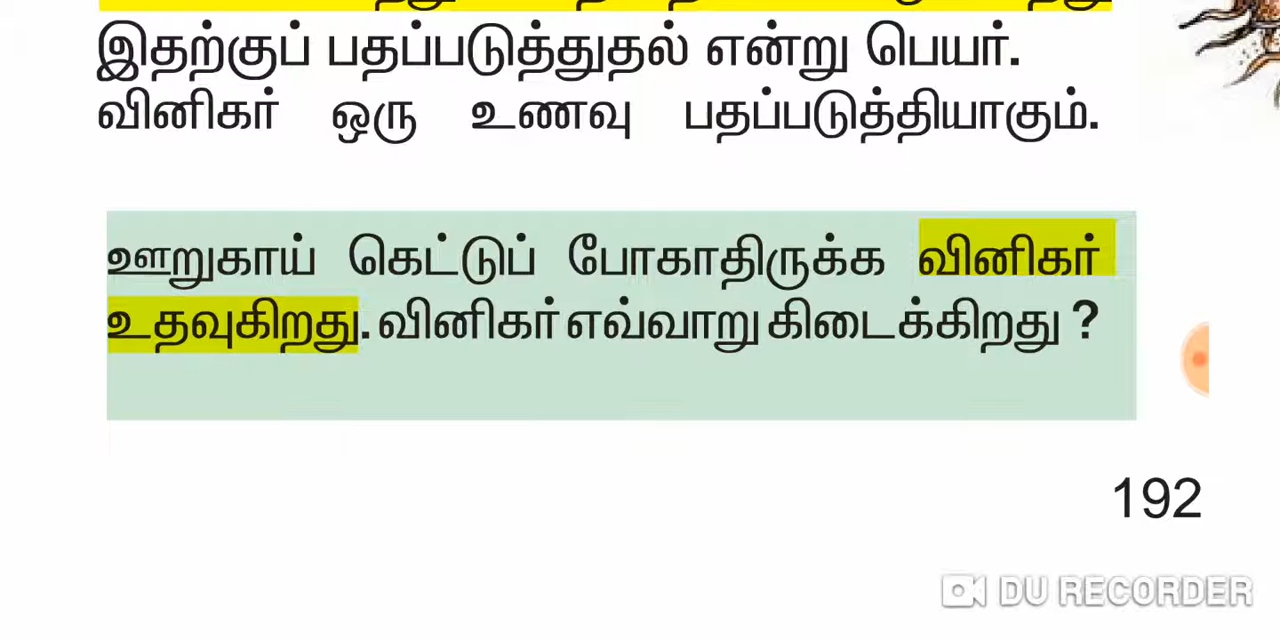 இதற்குப் பதப்படுத்துதல் என்று பெயர்.
வினிகர் ஒரு உணவு பதப்படுத்தியாகும்.
ஊறுகாய் கெட்டுப் போகாதிருக்க வினிகர்
உதவுகிறது. வினிகர் எவ்வாறு கிடைக்கிறது ?
192
DU RECORDER